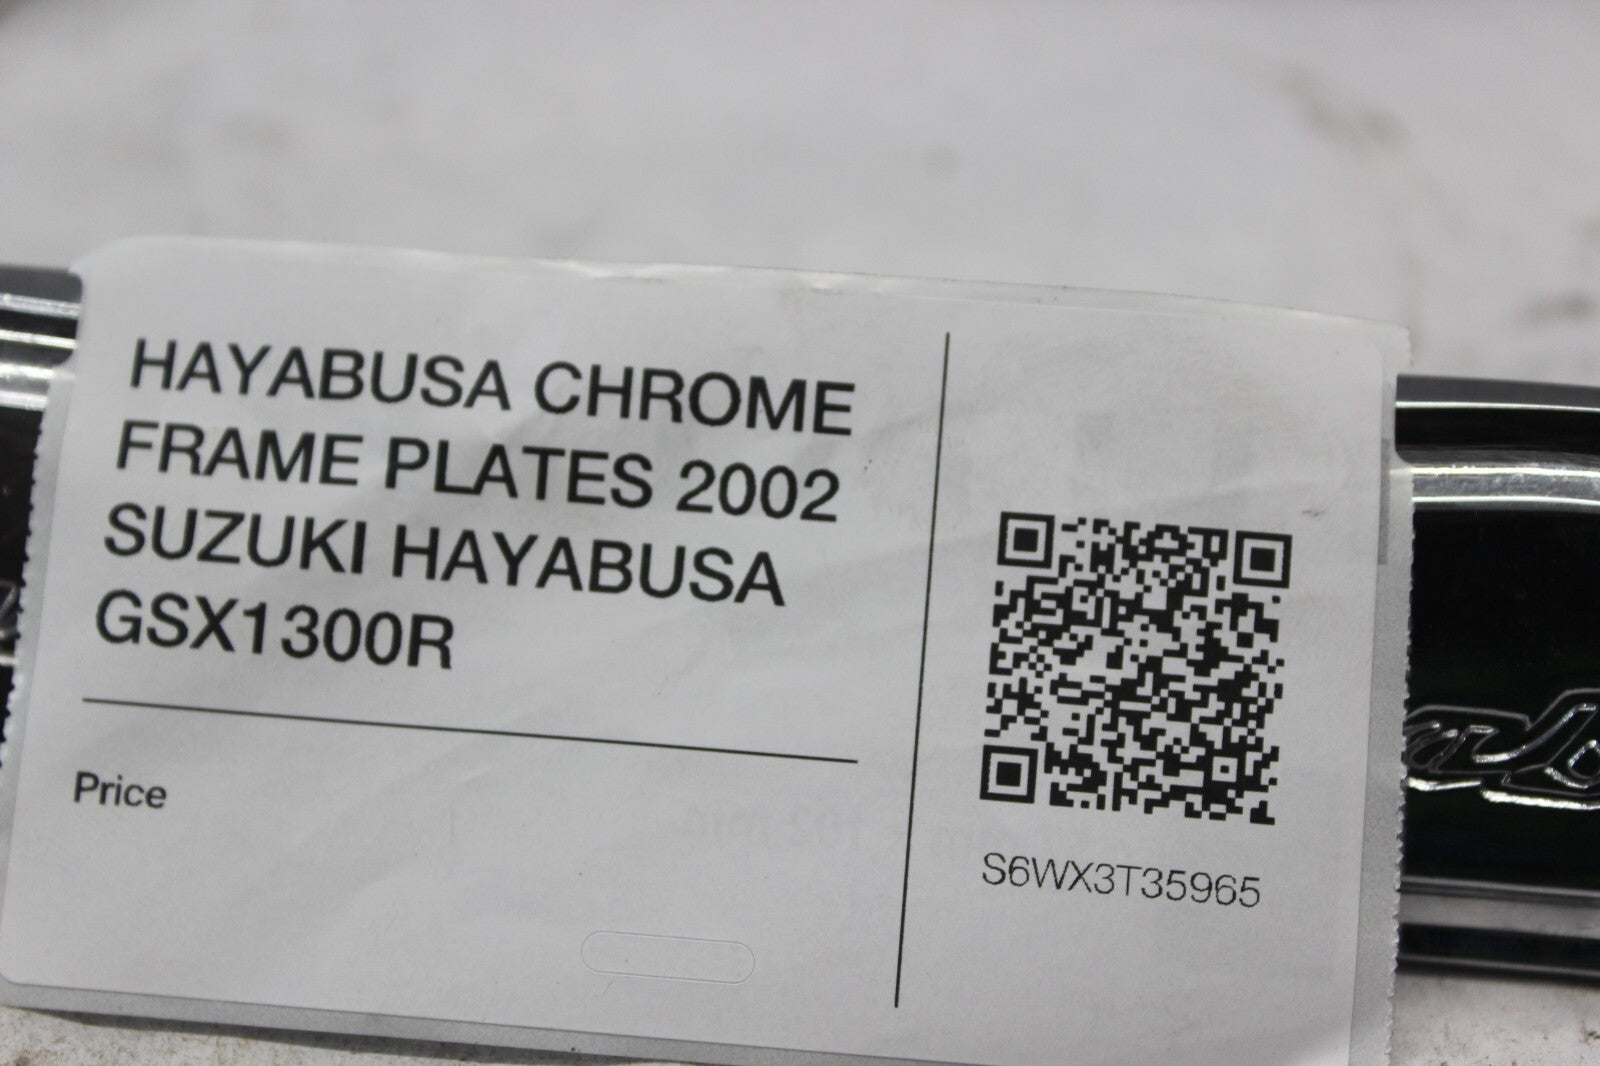 HAYABUSA CHROME
FRAME PLATES 2002
SUZUKI HAYABUSA
GSX1300R
Price
S6WX3T35965